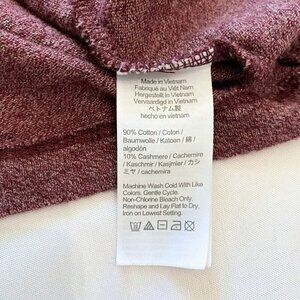 Made in Vietnam
Fabriqué au Viêt Nam
Hergestellt in Vietnam
Vervaardigd in Vietnam
ベトナム製
hecho en vietnam
90% Cotton / Coton /
Baumwolle / Katoen / 綿 /
algodón
10% Cashmere / Cachemire
/ Kaschmir / Kasjmier / カシ
ミヤ / cachemira
Machine Wash Cold With Like
Colors. Gentle Cycle.
Non-Chlorine Bleach Only.
Reshape and Lay Flat to Dry.
Iron on Lowest Setting.